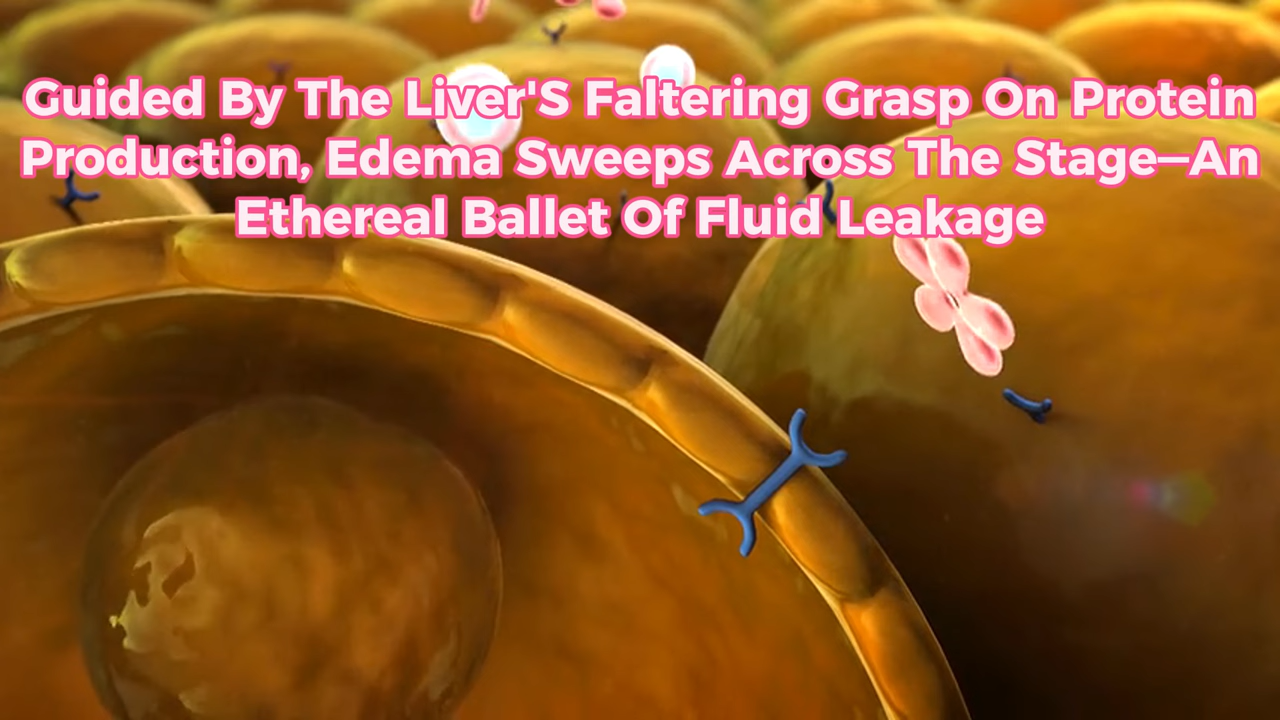 Guided By The Liver'S Faltering Grasp On Protein
Production, Edema Sweeps Across The Stage—An
Ethereal Ballet Of Fluid Leakage